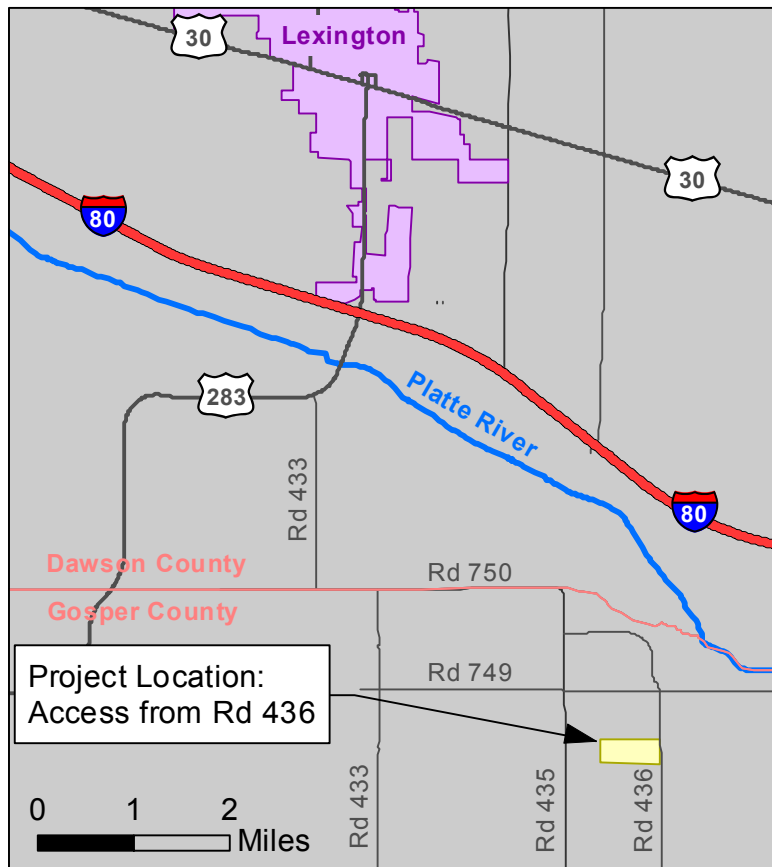 30
Lexington
30
80
283
Platte River
Rd 433
80
Dawson County
Rd 750
Gosper County
Project Location:
Access from Rd 436
Rd 749
Rd 433
Rd 435
Rd 436
0 1 2
Miles